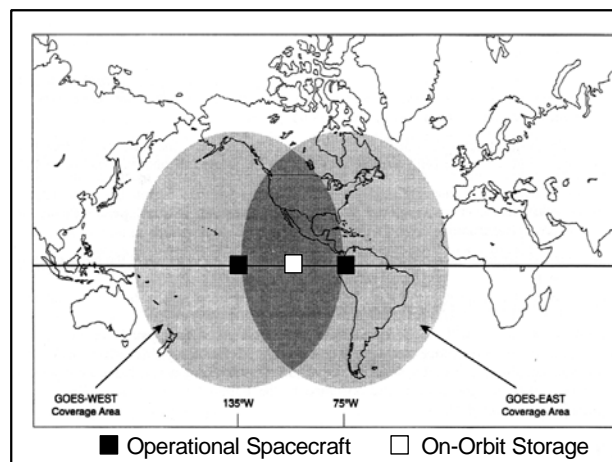 GOES-WEST
Coverage Area
GOES-EAST
Coverage Area
135°W
75°W
Operational Spacecraft
On-Orbit Storage